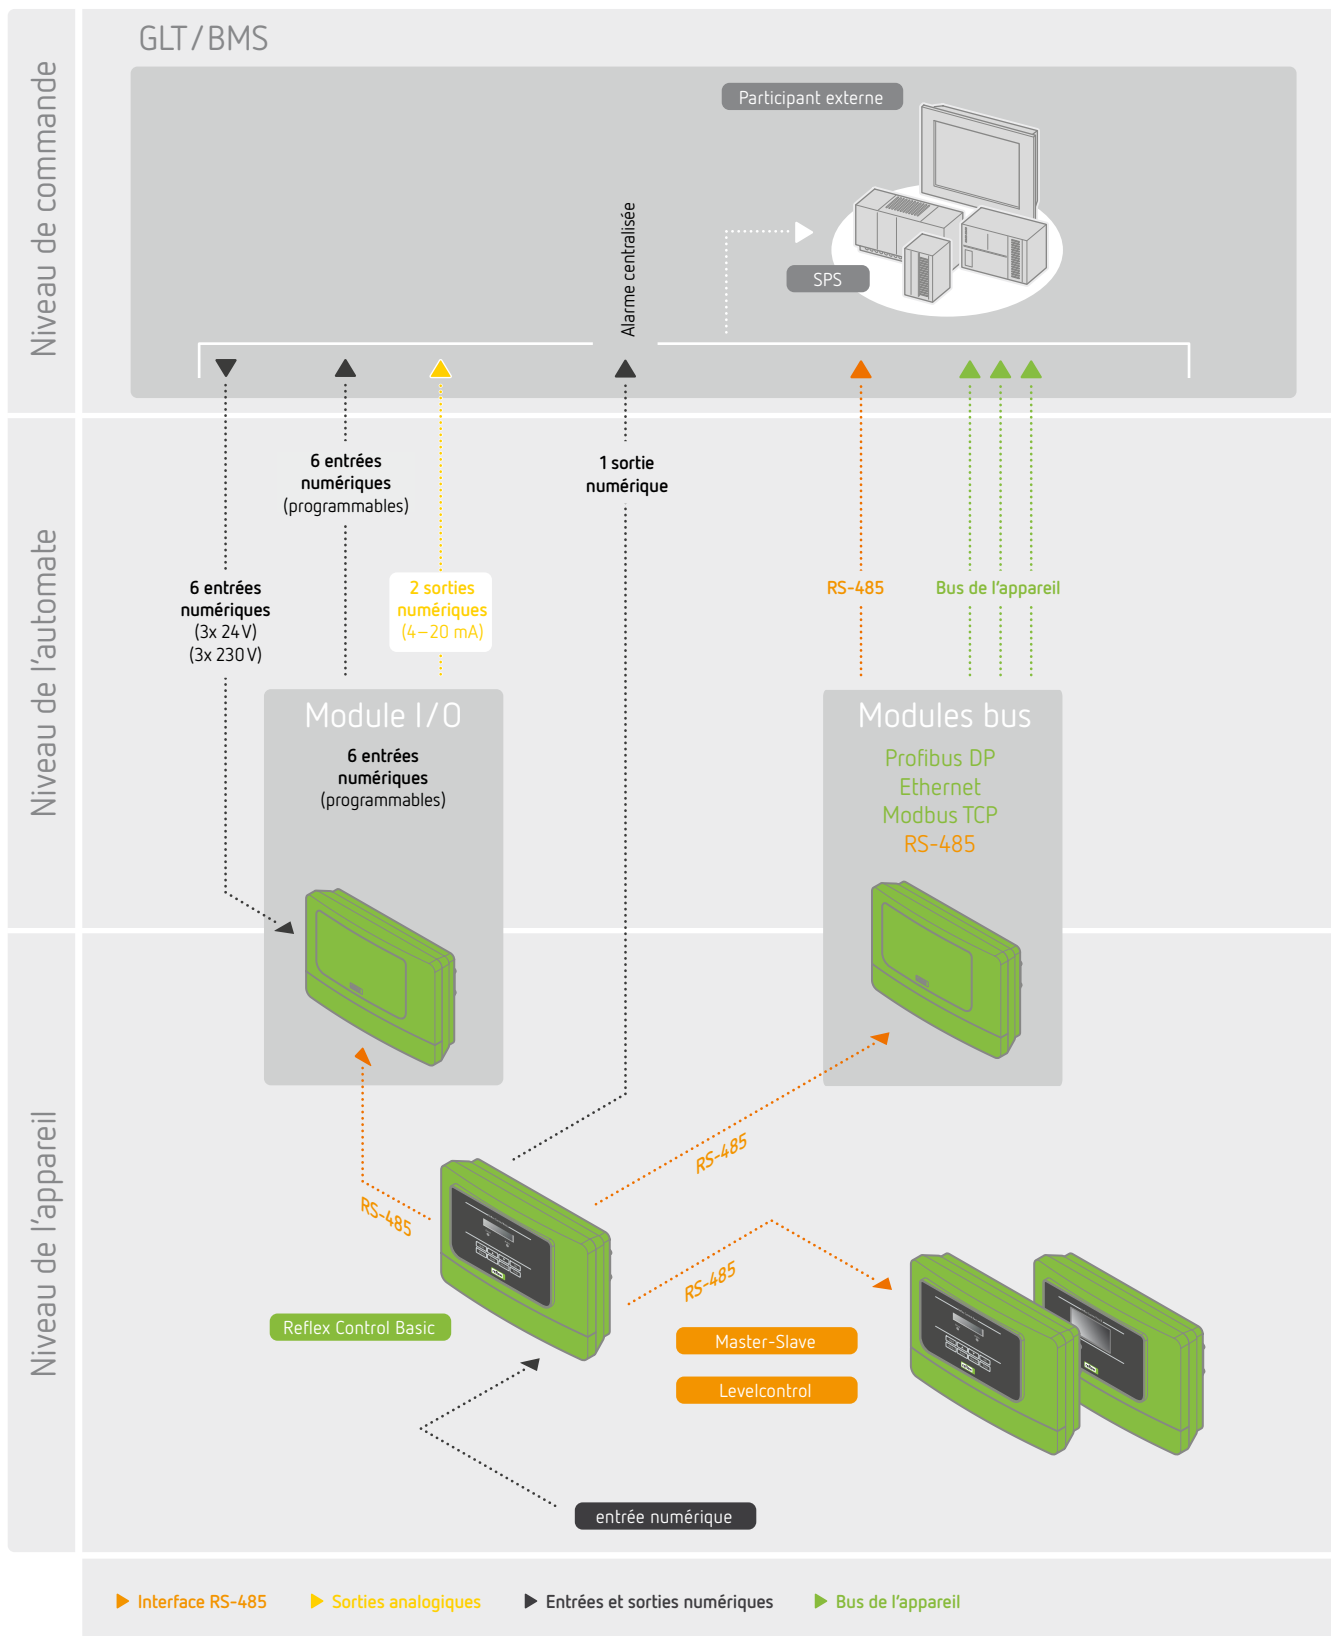 GLT/BMS
Niveau de commande
Participant externe
SPS
Alarme centralisée
Niveau de l'automate
6 entrées
numériques
(programmables)
1 sortie
numérique
6 entrées
numériques
(3x 24V)
(3x 230V)
2 sorties
numériques
(4–20 mA)
RS-485
Bus de l'appareil
Module I/O
6 entrées
numériques
(programmables)
Modules bus
Profibus DP
Ethernet
Modbus TCP
RS-485
Niveau de l'appareil
RS-485
RS-485
RS-485
Reflex Control Basic
Master-Slave
Levelcontrol
entrée numérique
Interface RS-485
Sorties analogiques
Entrées et sorties numériques
Bus de l'appareil